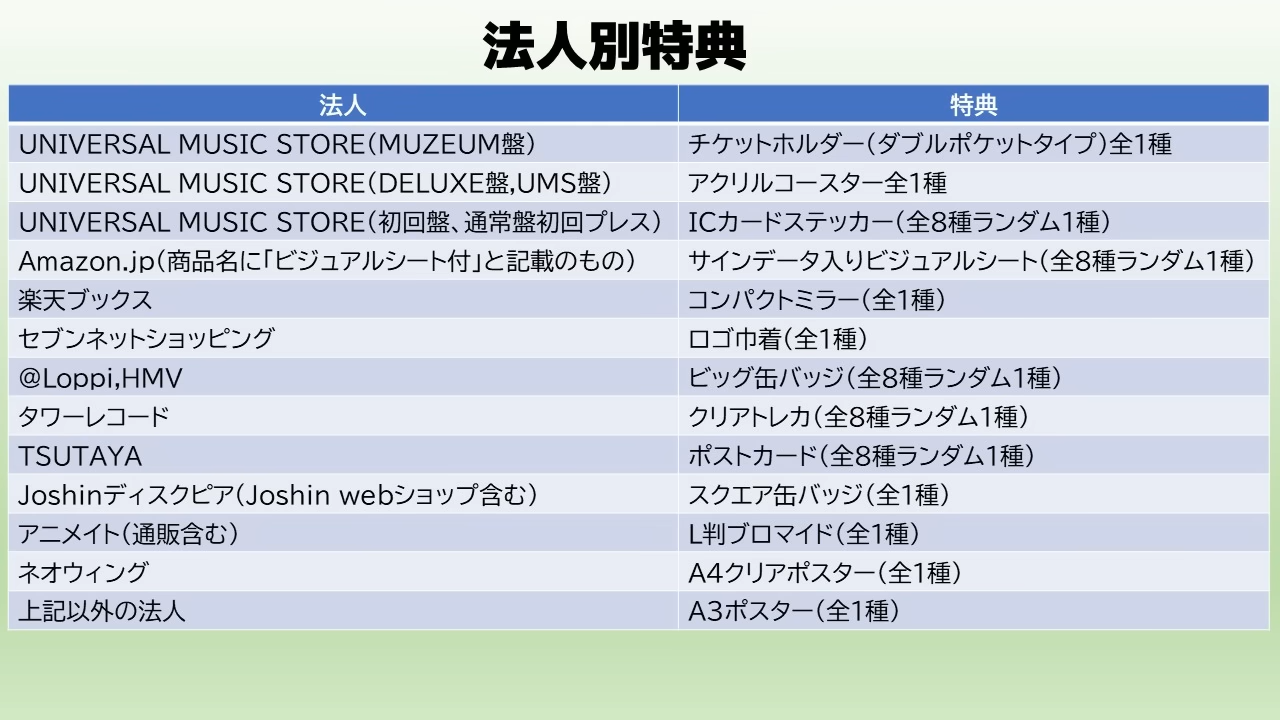 法人別特典
法人 特典
UNIVERSAL MUSIC STORE(MUZEUM盤) チケットホルダー(ダブルポケットタイプ)全1種
UNIVERSAL MUSIC STORE(DELUXE盤,UMS盤) アクリルコースター全1種
UNIVERSAL MUSIC STORE(初回盤、通常盤初回プレス) ICカードステッカー(全8種ランダム1種)
Amazon.jp(商品名に「ビジュアルシート付」と記載のもの) サインデータ入りビジュアルシート(全8種ランダム1種)
楽天ブックス コンパクトミラー(全1種)
セブンネットショッピング ロゴ巾着(全1種)
@Loppi,HMV ビッグ缶バッジ(全8種ランダム1種)
タワーレコード クリアトレカ(全8種ランダム1種)
TSUTAYA ポストカード(全8種ランダム1種)
Joshinディスクピア(Joshin webショップ含む) スクエア缶バッジ(全1種)
アニメイト(通販含む) L判ブロマイド(全1種)
ネオウィング A4クリアポスター(全1種)
上記以外の法人 A3ポスター(全1種)